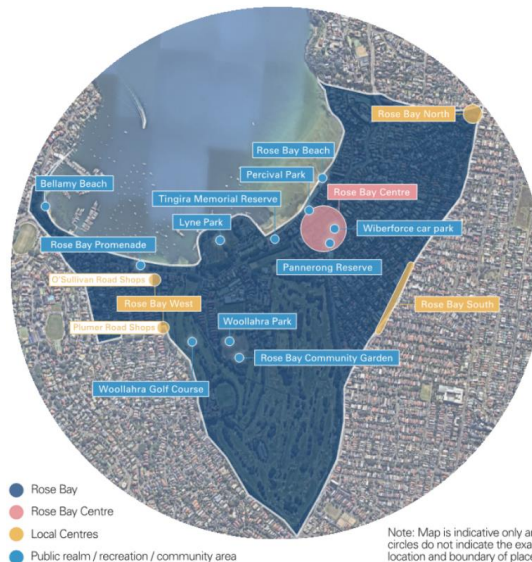 Rose Bay North
Rose Bay Beach
Percival Park
Bellamy Beach
Rose Bay Centre
Tingira Memorial Reserve
Lyne Park
Wiberforce car park
Rose Bay Promenade
Pannerong Reserve
O'Sullivan Road Shops
Rose Bay West
Rose Bay South
Plumer Road Shops
Woollahra Park
Rose Bay Community Garden
Woollahra Golf Course
Rose Bay
Rose Bay Centre
Local Centres
Public realm / recreation / community area
Note: Map is indicative only an
circles do not indicate the exa
location and boundary of place